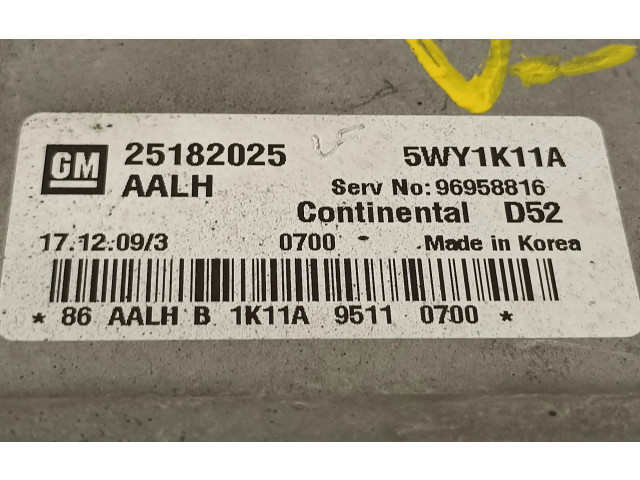 GM 25182025 5WY1K11A
AALH Serv No: 96958816
Continental D52
17.12.09/3 0700 Made in Korea
* 86 AALH B 1K11A 9511 0700 *